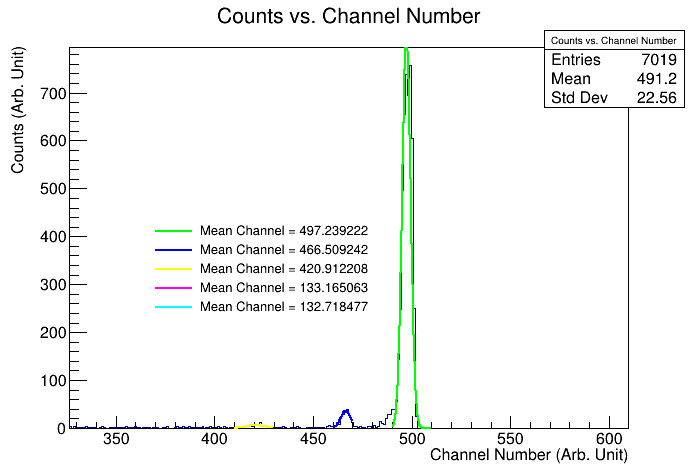 Counts vs. Channel Number
Counts vs. Channel Number
Entries 7019
Mean 491.2
Std Dev 22.56
Counts (Arb. Unit)
700
600
500
400
300
200
100
0
Mean Channel = 497.239222
Mean Channel = 466.509242
Mean Channel = 420.912208
Mean Channel = 133.165063
Mean Channel = 132.718477
350 400 450 500 550 600
Channel Number (Arb. Unit)